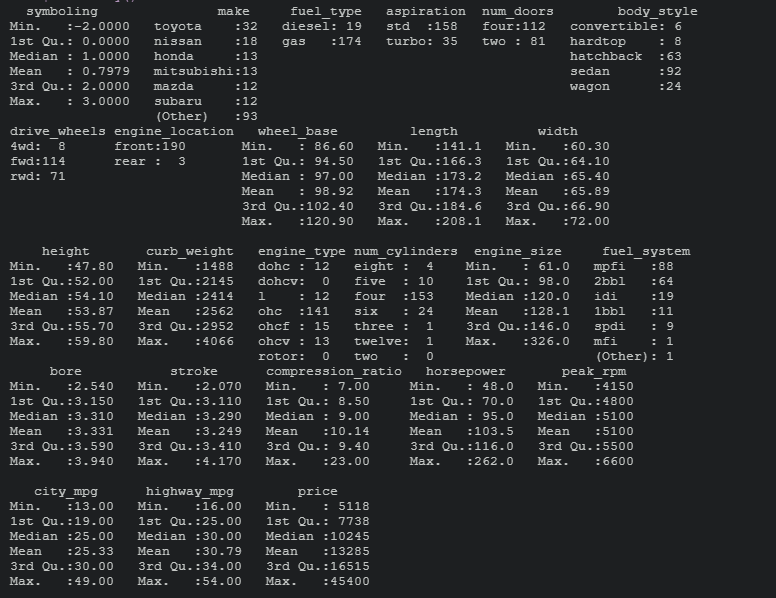 symboling make fuel_type aspiration num_doors body_style
Min. :-2.0000 toyota :32 diesel: 19 std :158 four:112 convertible: 6
1st Qu.: 0.0000 nissan :18 gas :174 turbo: 35 two : 81 hardtop : 8
Median : 1.0000 honda :13 hatchback :63
Mean : 0.7979 mitsubishi:13 sedan :92
3rd Qu.: 2.0000 mazda :12 wagon :24
Max. : 3.0000 subaru :12
(Other) :93
drive_wheels engine_location wheel_base length width
4wd: 8 front:190 Min. : 86.60 Min. :141.1 Min. :60.30
fwd:114 rear : 3 1st Qu.: 94.50 1st Qu.:166.3 1st Qu.:64.10
rwd: 71 Median : 97.00 Median :173.2 Median :65.40
Mean : 98.92 Mean :174.3 Mean :65.89
3rd Qu.:102.40 3rd Qu.:184.6 3rd Qu.:66.90
Max. :120.90 Max. :208.1 Max. :72.00
height curb_weight engine_type num_cylinders engine_size fuel_system
Min. :47.80 Min. :1488 dohc : 12 eight : 4 Min. : 61.0 mpfi :88
1st Qu.:52.00 1st Qu.:2145 dohcv: 0 five : 10 1st Qu.: 98.0 2bbl :64
Median :54.10 Median :2414 l : 12 four :153 Median :120.0 idi :19
Mean :53.87 Mean :2562 ohc :141 six : 24 Mean :128.1 1bbl :11
3rd Qu.:55.70 3rd Qu.:2952 ohcf : 15 three : 1 3rd Qu.:146.0 spdi : 9
Max. :59.80 Max. :4066 ohcv : 13 twelve: 1 Max. :326.0 mfi : 1
rotor: 0 two : 0 (Other): 1
bore stroke compression_ratio horsepower peak_rpm
Min. :2.540 Min. :2.070 Min. : 7.00 Min. : 48.0 Min. :4150
1st Qu.:3.150 1st Qu.:3.110 1st Qu.: 8.50 1st Qu.: 70.0 1st Qu.:4800
Median :3.310 Median :3.290 Median : 9.00 Median : 95.0 Median :5100
Mean :3.331 Mean :3.249 Mean :10.14 Mean :103.5 Mean :5100
3rd Qu.:3.590 3rd Qu.:3.410 3rd Qu.: 9.40 3rd Qu.:116.0 3rd Qu.:5500
Max. :3.940 Max. :4.170 Max. :23.00 Max. :262.0 Max. :6600
city_mpg highway_mpg price
Min. :13.00 Min. :16.00 Min. : 5118
1st Qu.:19.00 1st Qu.:25.00 1st Qu.: 7738
Median :25.00 Median :30.00 Median :10245
Mean :25.33 Mean :30.79 Mean :13285
3rd Qu.:30.00 3rd Qu.:34.00 3rd Qu.:16515
Max. :49.00 Max. :54.00 Max. :45400